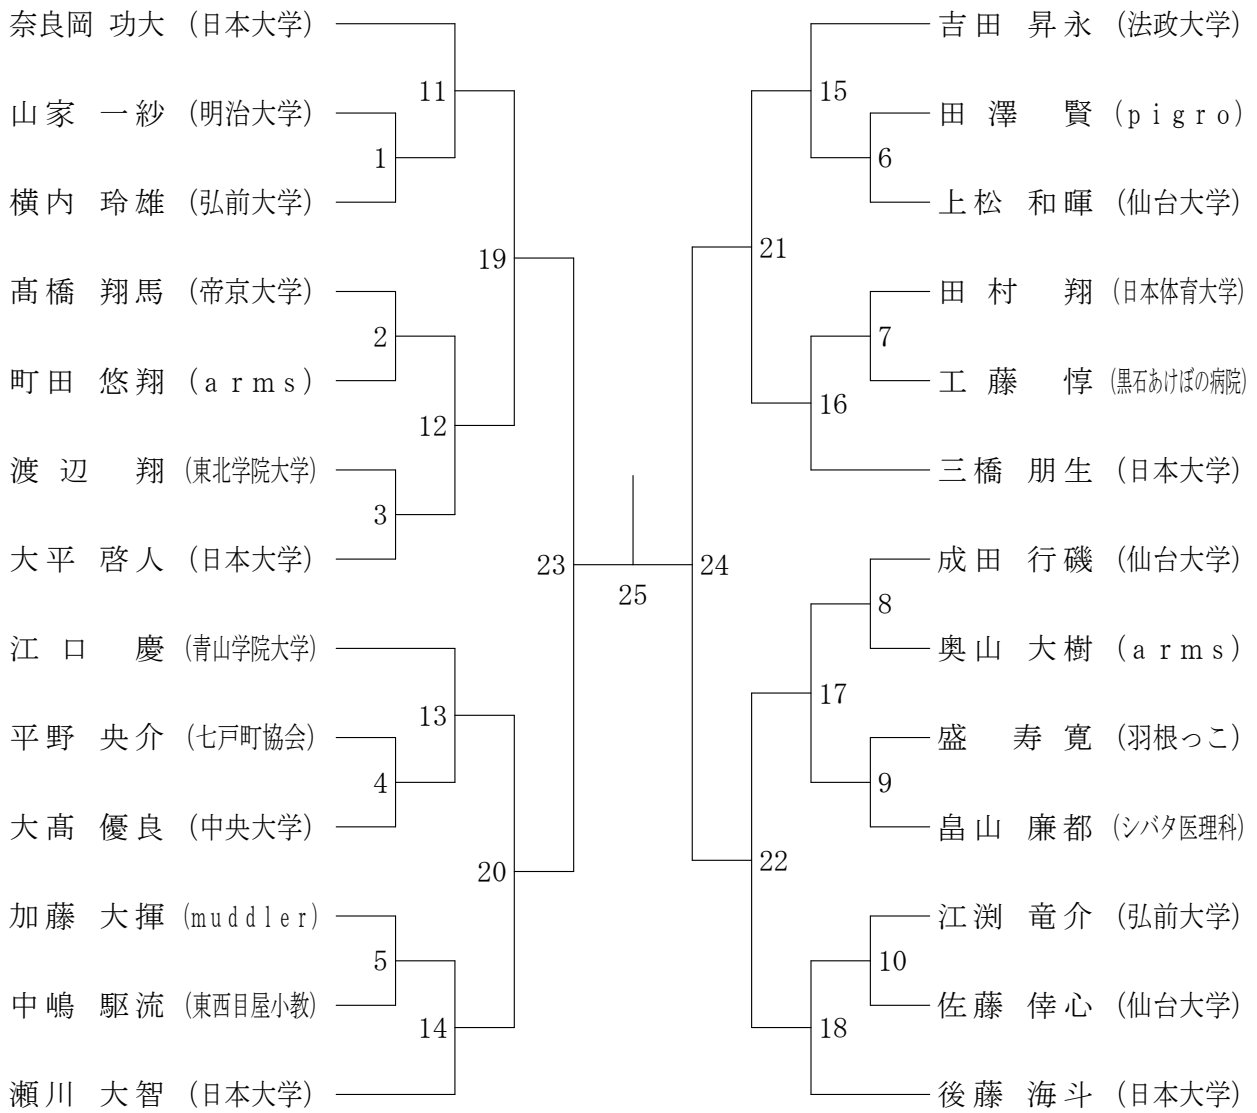 奈良岡 功大 (日本大学)
11
山家 一紗 (明治大学)
1
横内 玲雄 (弘前大学)
19
髙橋 翔馬 (帝京大学)
2
町田 悠翔 (arms)
12
渡辺 翔 (東北学院大学)
3
大平 啓人 (日本大学)
23
江口 慶 (青山学院大学)
13
平野 央介 (七戸町協会)
4
大髙 優良 (中央大学)
20
加藤 大揮 (muddler)
5
中嶋 駆流 (東西目屋小教)
14
瀬川 大智 (日本大学)
25
吉田 昇永 (法政大学)
15
田澤 賢 (pigro)
6
上松 和暉 (仙台大学)
21
田村 翔 (日本体育大学)
7
工藤 惇 (黒石あけぼの病院)
16
三橋 朋生 (日本大学)
24
成田 行磯 (仙台大学)
8
奥山 大樹 (arms)
17
盛 寿寛 (羽根っこ)
9
畠山 廉都 (シバタ医理科)
22
江渕 竜介 (弘前大学)
10
佐藤 倖心 (仙台大学)
18
後藤 海斗 (日本大学)